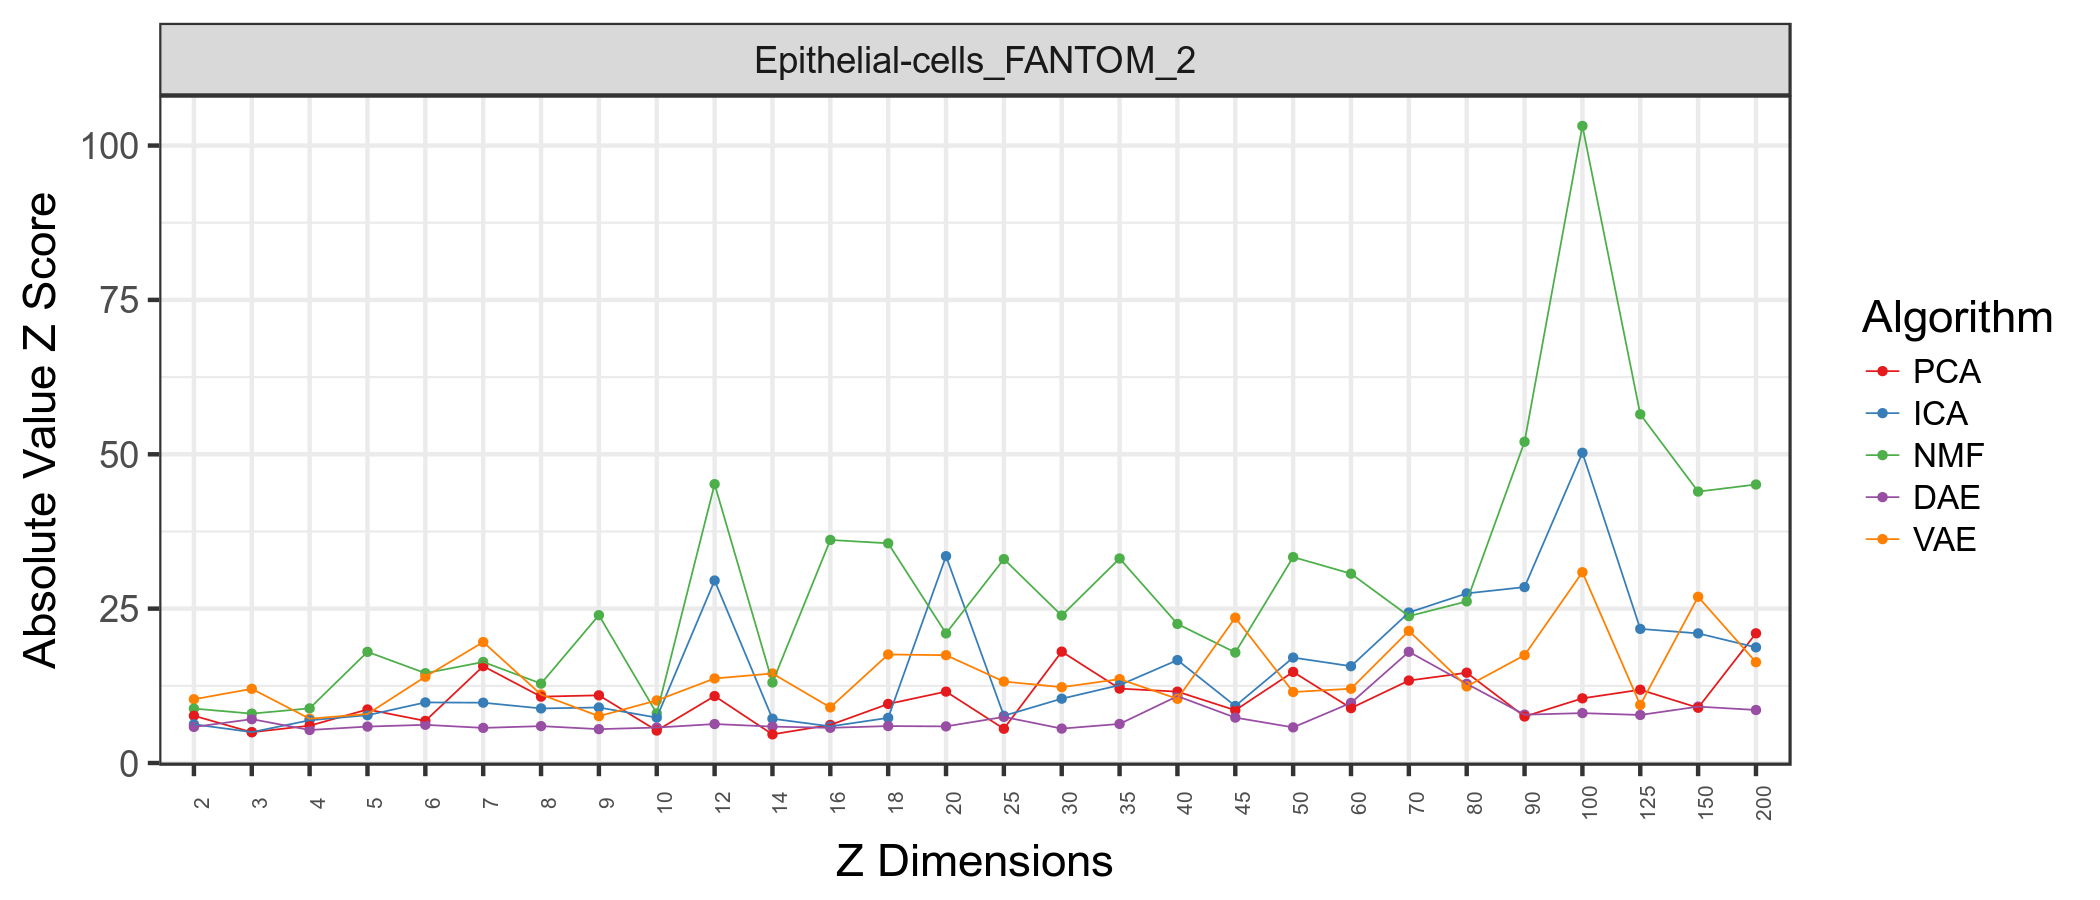 Epithelial-cells_FANTOM_2
Absolute Value Z Score
100
75
50
25
0
2 3 4 5 6 7 8 9 10 12 14 16 18 20 25 30 35 40 45 50 60 70 80 90 100 125 150 200
Z Dimensions
Algorithm
PCA
ICA
NMF
DAE
VAE